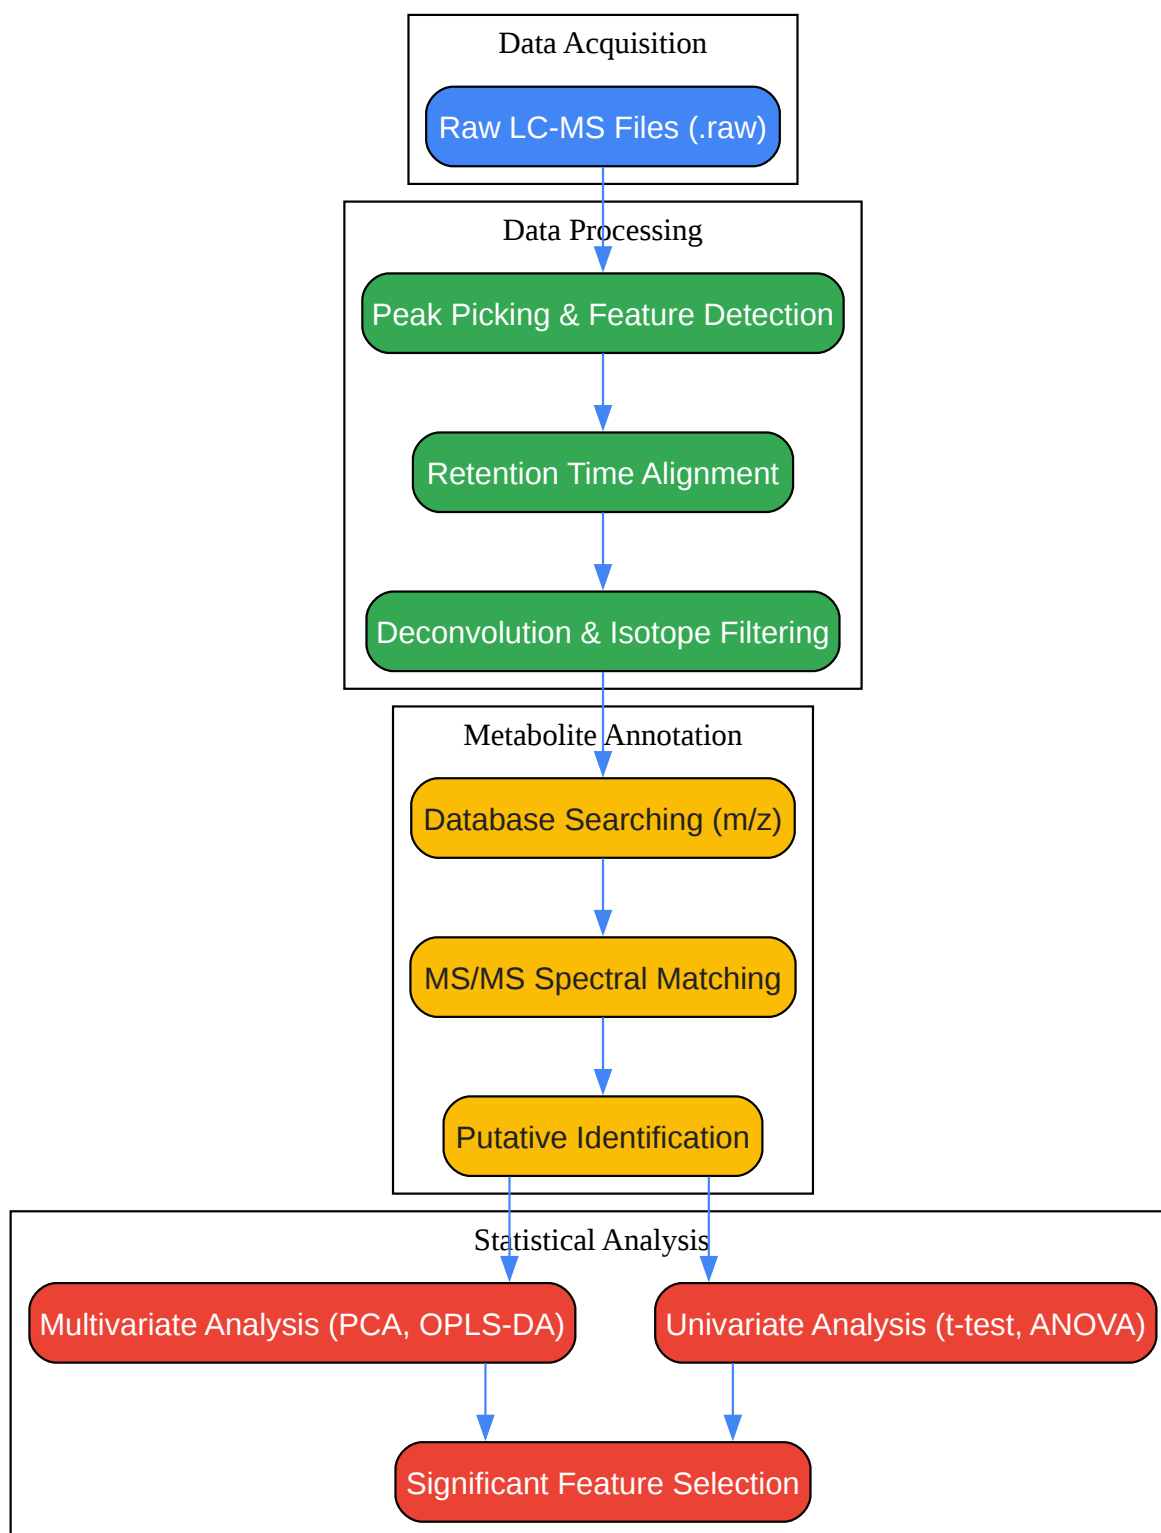 Data Acquisition
Raw LC-MS Files (.raw)
Data Processing
Peak Picking & Feature Detection
Retention Time Alignment
Deconvolution & Isotope Filtering
Metabolite Annotation
Database Searching (m/z)
MS/MS Spectral Matching
Putative Identification
Statistical Analysis
Multivariate Analysis (PCA, OPLS-DA)
Univariate Analysis (t-test, ANOVA)
Significant Feature Selection